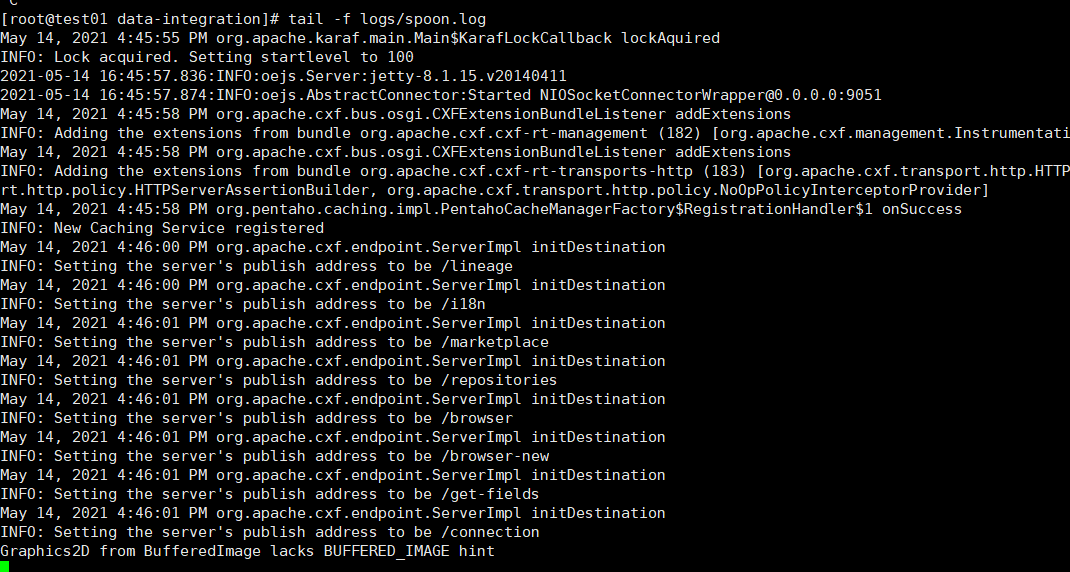 ^C
[root@test01 data-integration]# tail -f logs/spoon.log
May 14, 2021 4:45:55 PM org.apache.karaf.main.Main$KarafLockCallback lockAquired
INFO: Lock acquired. Setting startlevel to 100
2021-05-14 16:45:57.836:INFO:oejs.Server:jetty-8.1.15.v20140411
2021-05-14 16:45:57.874:INFO:oejs.AbstractConnector:Started NIOSocketConnectorWrapper@0.0.0.0:9051
May 14, 2021 4:45:58 PM org.apache.cxf.bus.osgi.CXFExtensionBundleListener addExtensions
INFO: Adding the extensions from bundle org.apache.cxf.cxf-rt-management (182) [org.apache.cxf.management.Instrumentati
May 14, 2021 4:45:58 PM org.apache.cxf.bus.osgi.CXFExtensionBundleListener addExtensions
INFO: Adding the extensions from bundle org.apache.cxf.cxf-rt-transports-http (183) [org.apache.cxf.transport.http.HTTP
rt.http.policy.HTTPServerAssertionBuilder, org.apache.cxf.transport.http.policy.NoOpPolicyInterceptorProvider]
May 14, 2021 4:45:58 PM org.pentaho.caching.impl.PentahoCacheManagerFactory$RegistrationHandler$1 onSuccess
INFO: New Caching Service registered
May 14, 2021 4:46:00 PM org.apache.cxf.endpoint.ServerImpl initDestination
INFO: Setting the server's publish address to be /lineage
May 14, 2021 4:46:00 PM org.apache.cxf.endpoint.ServerImpl initDestination
INFO: Setting the server's publish address to be /i18n
May 14, 2021 4:46:01 PM org.apache.cxf.endpoint.ServerImpl initDestination
INFO: Setting the server's publish address to be /marketplace
May 14, 2021 4:46:01 PM org.apache.cxf.endpoint.ServerImpl initDestination
INFO: Setting the server's publish address to be /repositories
May 14, 2021 4:46:01 PM org.apache.cxf.endpoint.ServerImpl initDestination
INFO: Setting the server's publish address to be /browser
May 14, 2021 4:46:01 PM org.apache.cxf.endpoint.ServerImpl initDestination
INFO: Setting the server's publish address to be /browser-new
May 14, 2021 4:46:01 PM org.apache.cxf.endpoint.ServerImpl initDestination
INFO: Setting the server's publish address to be /get-fields
May 14, 2021 4:46:01 PM org.apache.cxf.endpoint.ServerImpl initDestination
INFO: Setting the server's publish address to be /connection
Graphics2D from BufferedImage lacks BUFFERED_IMAGE hint